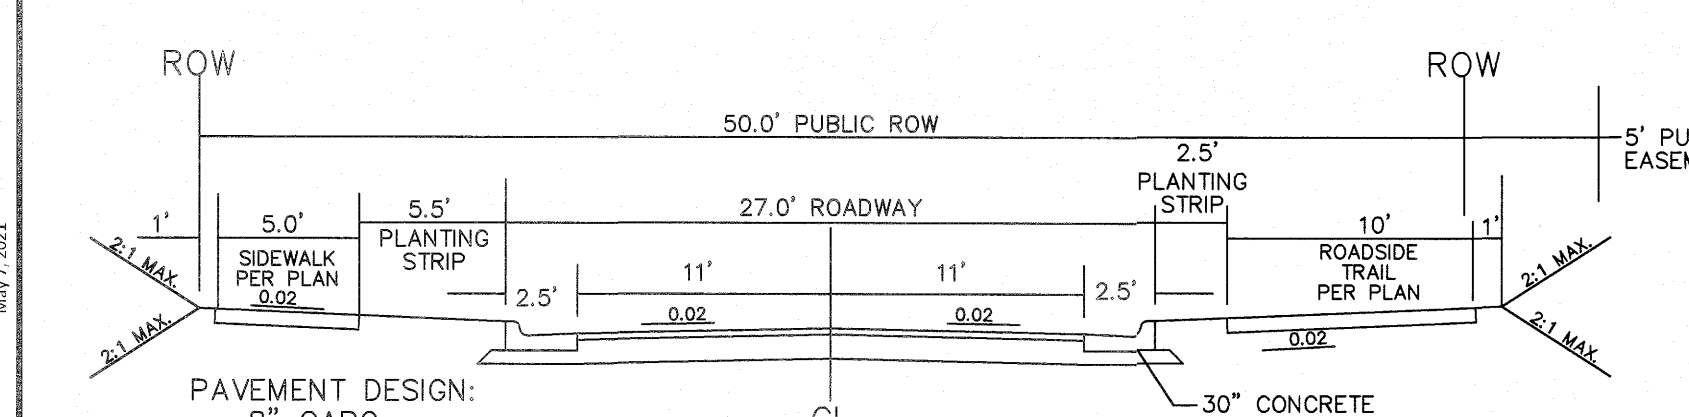 ROW
ROW
50.0' PUBLIC ROW
5' PU
EASEM
2.5'
PLANTING
STRIP
1'
5.0'
5.5'
27.0' ROADWAY
10'
1'
2:1 MAX.
SIDEWALK
PER PLAN
0.02
PLANTING
STRIP
2.5'
11'
11'
2.5'
ROADSIDE
TRAIL
PER PLAN
2:1 MAX.
0.02
0.02
2:1 MAX.
0.02
2:1 MAX.
PAVEMENT DESIGN:
30" CONCRETE
May 7, 2021